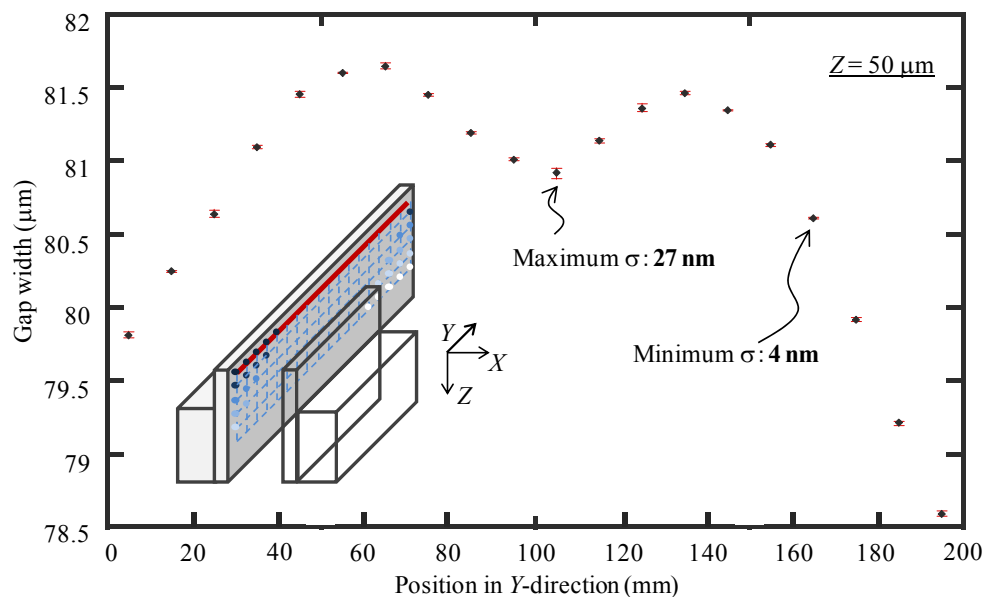 82
81.5
81
80.5
80
79.5
79
78.5
Gap width (μm)
Z = 50 μm
Maximum σ: 27 nm
Minimum σ: 4 nm
Y
X
Z
0 20 40 60 80 100 120 140 160 180 200
Position in Y-direction (mm)